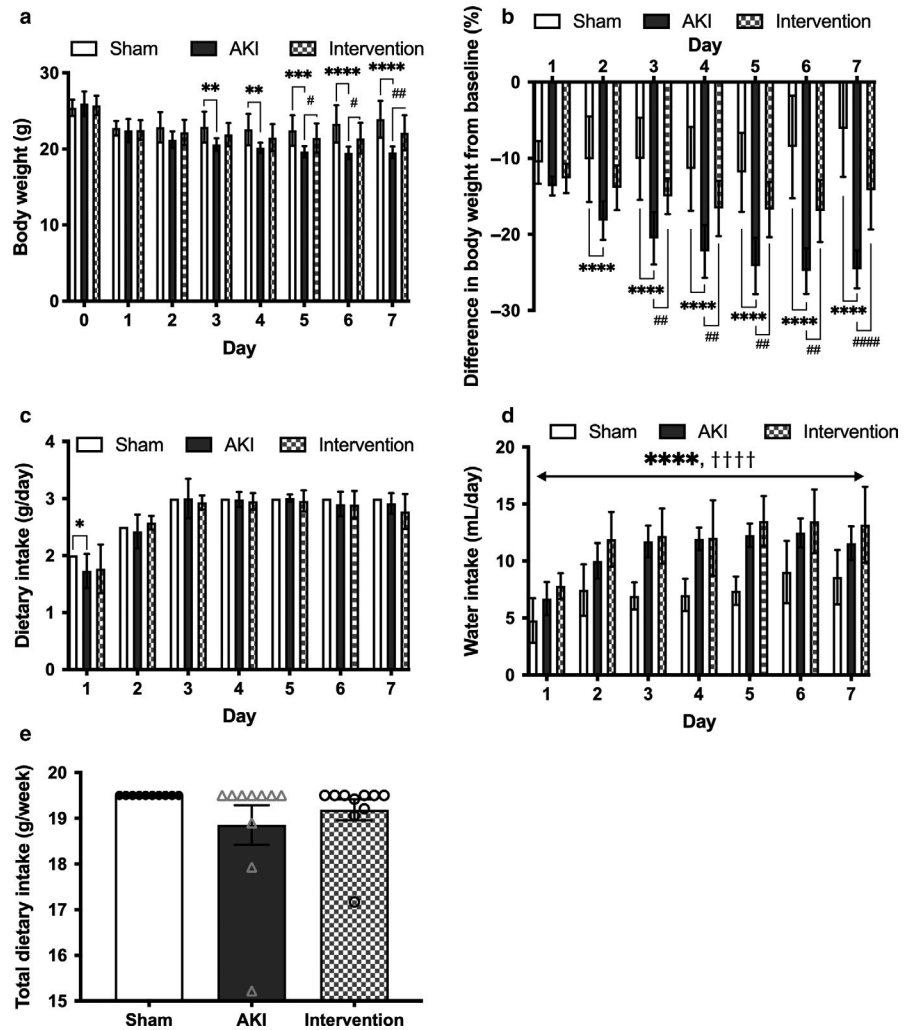 a
Sham AKI Intervention
Body weight (g)
30
20
10
0
** ** *** **** ****
# # ##
0 1 2 3 4 5 6 7
Day
b
Sham AKI Intervention
Day
1 2 3 4 5 6 7
Difference in body weight from baseline (%)
0
−10
−20
−30
**** **** **** **** **** ****
## ## ## ## ####
c
Sham AKI Intervention
Dietary intake (g/day)
4
3
2
1
0
*
1 2 3 4 5 6 7
Day
d
Sham AKI Intervention
Water intake (mL/day)
20
15
10
5
0
****, ††††
1 2 3 4 5 6 7
Day
e
Total dietary intake (g/week)
20
19
18
17
16
15
Sham AKI Intervention